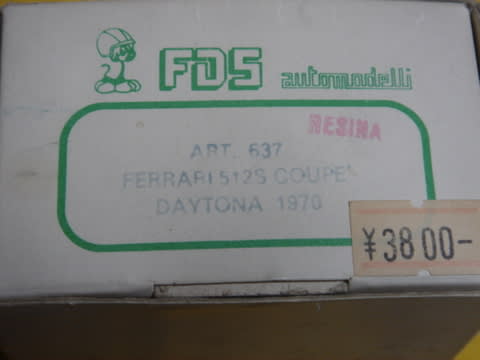 FDS automodelli
RESINA
ART. 637
FERRARI 512S COUPE'
DAYTONA 1970
¥3800-